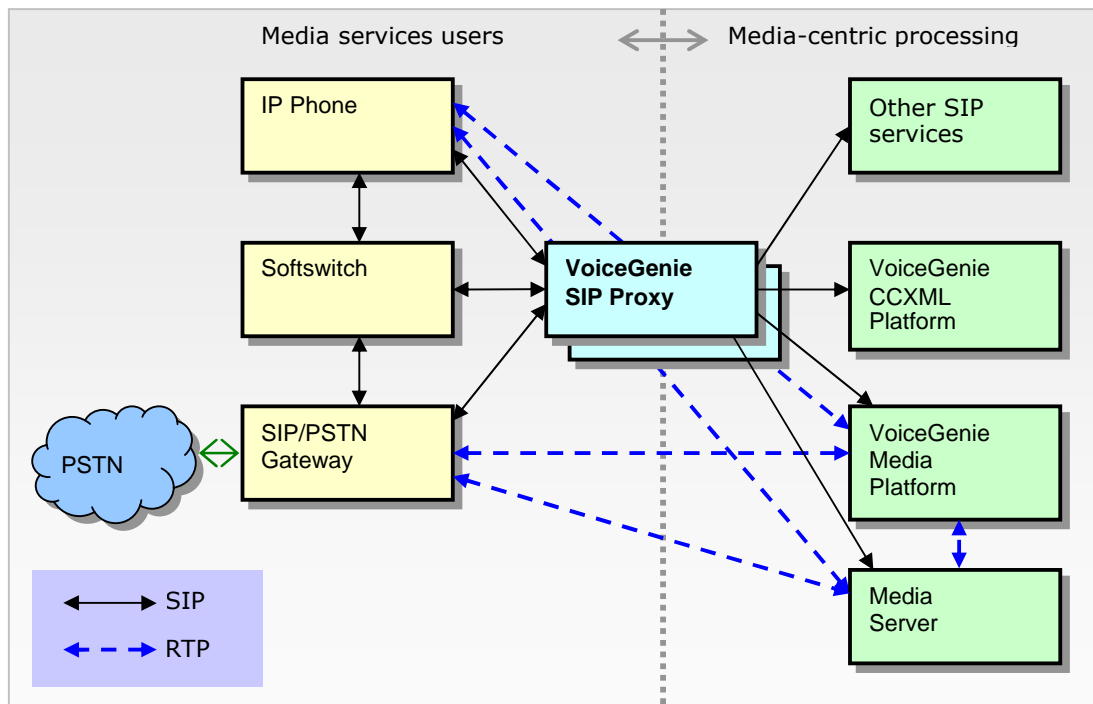 Media services users
Media-centric processing
IP Phone
Other SIP
services
Softswitch
VoiceGenie
SIP Proxy
VoiceGenie
CCXML
Platform
PSTN
SIP/PSTN
Gateway
VoiceGenie
Media
Platform
Media
Server
SIP
RTP